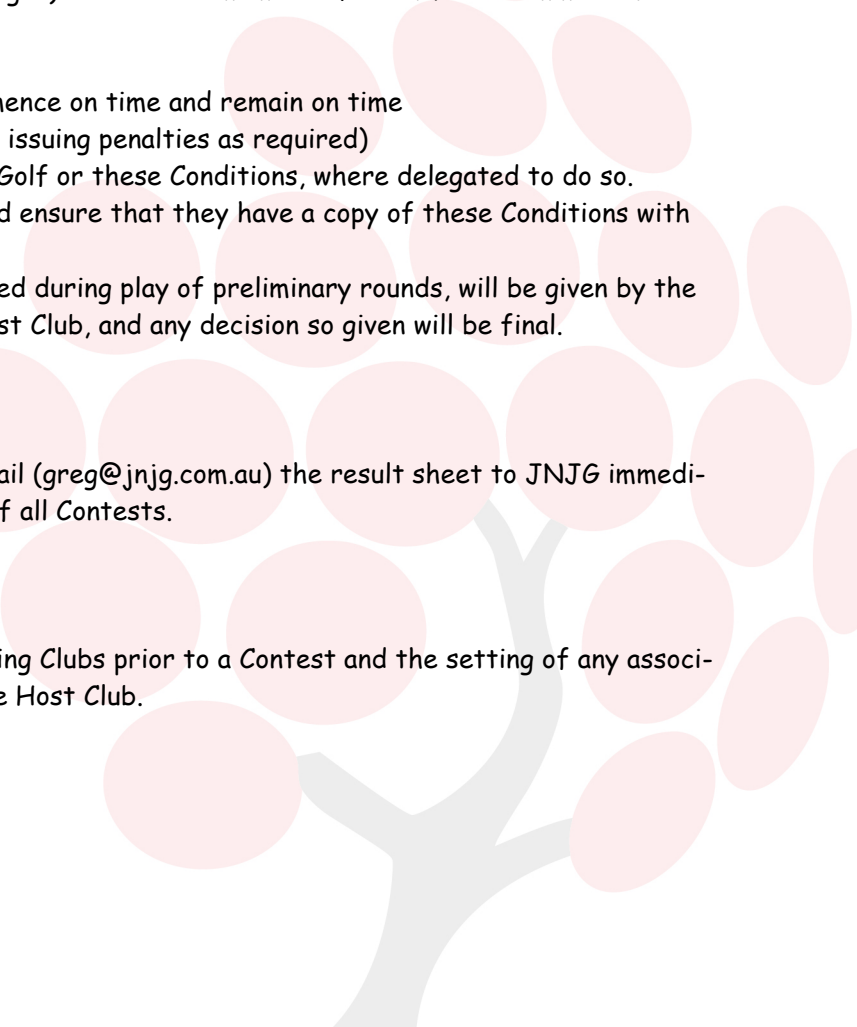 ence on time and remain on time
issuing penalties as required)
Golf or these Conditions, where delegated to do so.
d ensure that they have a copy of these Conditions with
ed during play of preliminary rounds, will be given by the
st Club, and any decision so given will be final.
ail (greg@jnjg.com.au) the result sheet to JNJG immedi-
f all Contests.
ing Clubs prior to a Contest and the setting of any associ-
e Host Club.